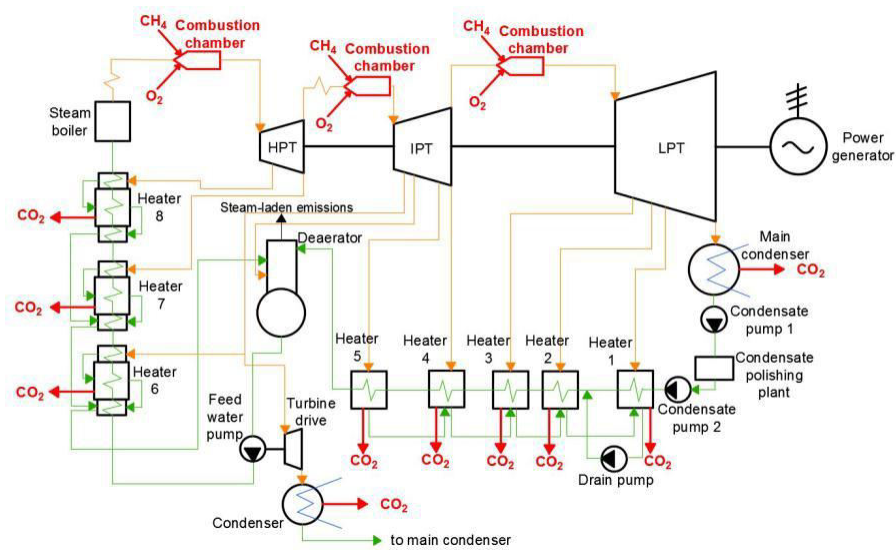 CH4
Combustion
chamber
O2
CH4
Combustion
chamber
O2
CH4
Combustion
chamber
O2
Steam
boiler
HPT
IPT
LPT
Power
generator
Heater
8
CO2
Steam-laden emissions
Deaerator
Main
condenser
CO2
Heater
7
CO2
Condensate
pump 1
Heater
5
Heater
4
Heater
3
Heater
2
Heater
1
Condensate
polishing
plant
Heater
6
CO2
Feed
water
pump
Turbine
drive
Condensate
pump 2
CO2
CO2
CO2
CO2
CO2
Drain pump
CO2
Condenser
to main condenser